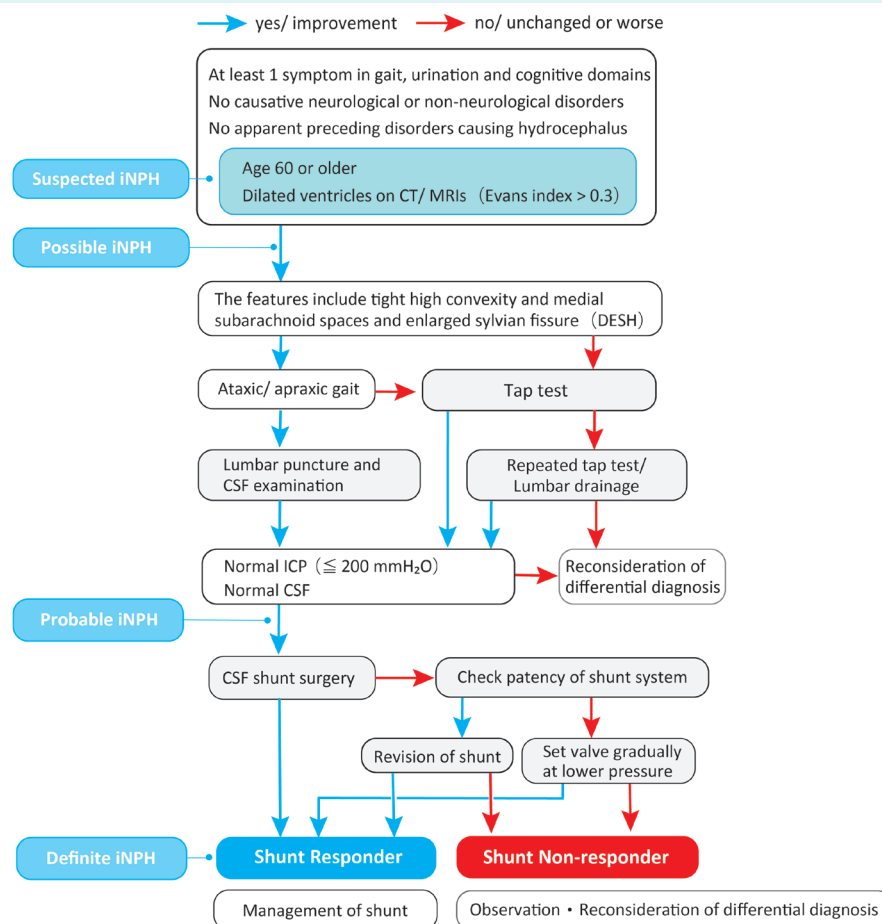 yes/ improvement
no/ unchanged or worse
At least 1 symptom in gait, urination and cognitive domains
No causative neurological or non-neurological disorders
No apparent preceding disorders causing hydrocephalus
Suspected iNPH
Age 60 or older
Dilated ventricles on CT/ MRIs （Evans index > 0.3）
Possible iNPH
The features include tight high convexity and medial
subarachnoid spaces and enlarged sylvian fissure （DESH）
Ataxic/ apraxic gait
Tap test
Lumbar puncture and
CSF examination
Repeated tap test/
Lumbar drainage
Normal ICP（≦ 200 mmH₂O）
Normal CSF
Reconsideration of
differential diagnosis
Probable iNPH
CSF shunt surgery
Check patency of shunt system
Revision of shunt
Set valve gradually
at lower pressure
Definite iNPH
Shunt Responder
Shunt Non-responder
Management of shunt
Observation・Reconsideration of differential diagnosis